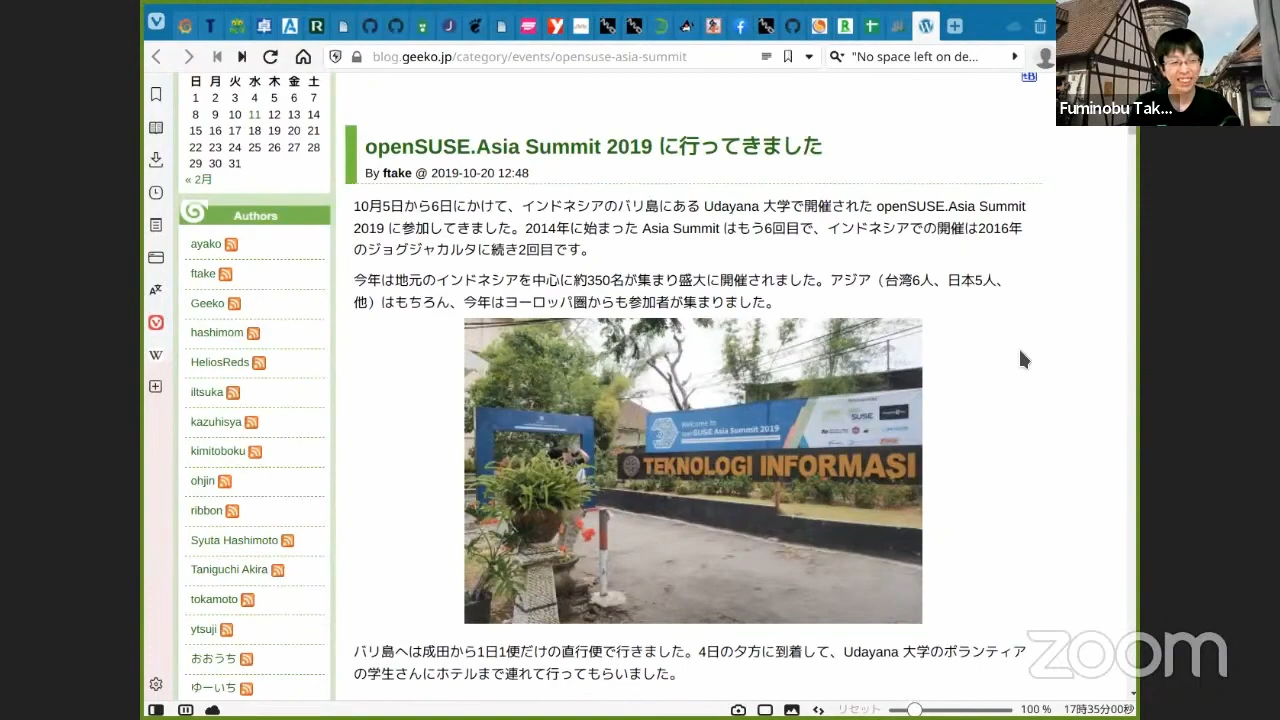 blog.geeko.jp/category/events/opensuse-asia-summit
"No space left on de...
Fuminobu Tak...
日 月 火 水 木 金 土
1 2 3 4 5 6 7
8 9 10 11 12 13 14
15 16 17 18 19 20 21
22 23 24 25 26 27 28
29 30 31
« 2月
Authors
ayako
ftake
Geeko
hashimom
HeliosReds
iltsuka
kazuhisya
kimitoboku
ohjin
ribbon
Syuta Hashimoto
Taniguchi Akira
tokamoto
ytsuji
おおうち
ゆーいち
openSUSE.Asia Summit 2019 に行ってきました
By ftake @ 2019-10-20 12:48
10月5日から6日にかけて、インドネシアのバリ島にある Udayana 大学で開催された openSUSE.Asia Summit
2019 に参加してきました。2014年に始まった Asia Summit はもう6回目で、インドネシアでの開催は2016年
のジョグジャカルタに続き2回目です。
今年は地元のインドネシアを中心に約350名が集まり盛大に開催されました。アジア（台湾6人、日本5人、
他）はもちろん、今年はヨーロッパ圏からも参加者が集まりました。
Welcome to
openSUSE Asia Summit 2019
SUSE
TEKNOLOGI INFORMASI
バリ島へは成田から1日1便だけの直行便で行きました。4日の夕方に到着して、Udayana 大学のボランティア
の学生さんにホテルまで連れて行ってもらいました。
zoom
リセット
100 %
17時35分00秒